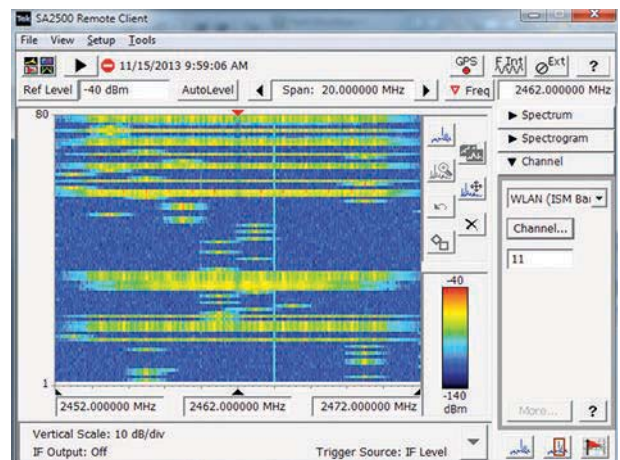 Tek SA2500 Remote Client
File View Setup Tools
11/15/2013 9:59:06 AM GPS F Int Ext ?
Ref Level -40 dBm AutoLevel Span: 20.000000 MHz Freq 2462.000000 MHz
80
Spectrum
Spectrogram
Channel
WLAN (ISM Bar
Channel...
11
-40
-140
dBm
1
2452.000000 MHz 2462.000000 MHz 2472.000000 MHz
More... ?
Vertical Scale: 10 dB/div
IF Output: Off Trigger Source: IF Level